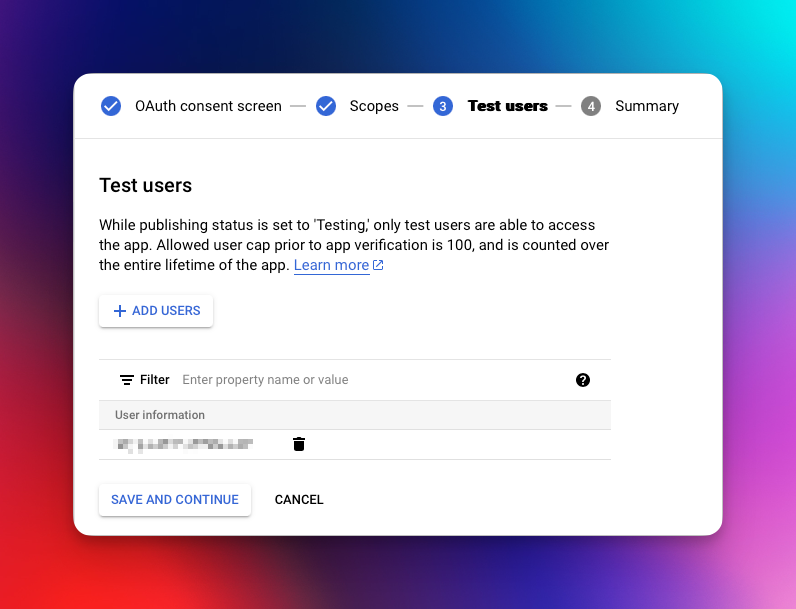 OAuth consent screen — Scopes — 3 Test users — 4 Summary
Test users
While publishing status is set to 'Testing,' only test users are able to access
the app. Allowed user cap prior to app verification is 100, and is counted over
the entire lifetime of the app. Learn more
+ ADD USERS
Filter Enter property name or value ?
User information
SAVE AND CONTINUE CANCEL